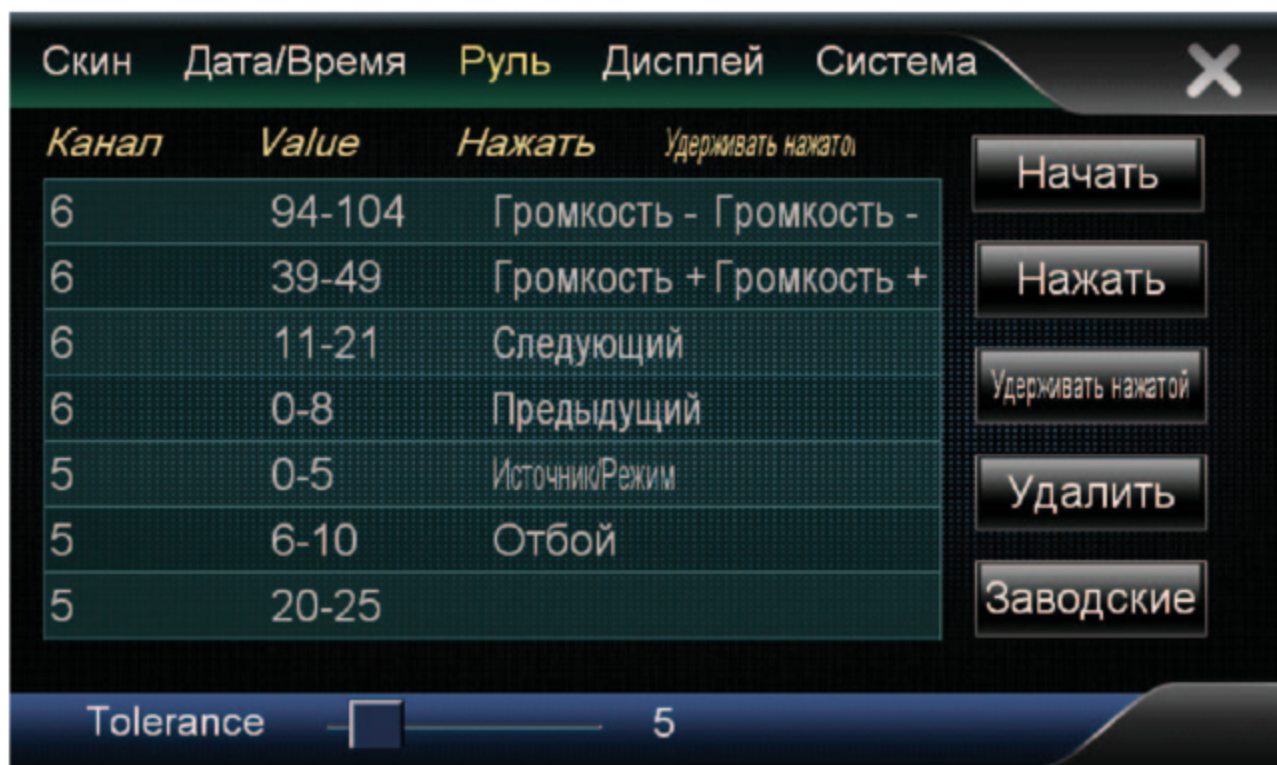 Скин Дата/Время Руль Дисплей Система
Канал Value Нажать Удерживать нажатой
Начать
6 94-104 Громкость - Громкость -
6 39-49 Громкость + Громкость +
Нажать
6 11-21 Следующий
6 0-8 Предыдущий
Удерживать нажатой
5 0-5 Источник/Режим
Удалить
5 6-10 Отбой
5 20-25
Заводские
Tolerance 5